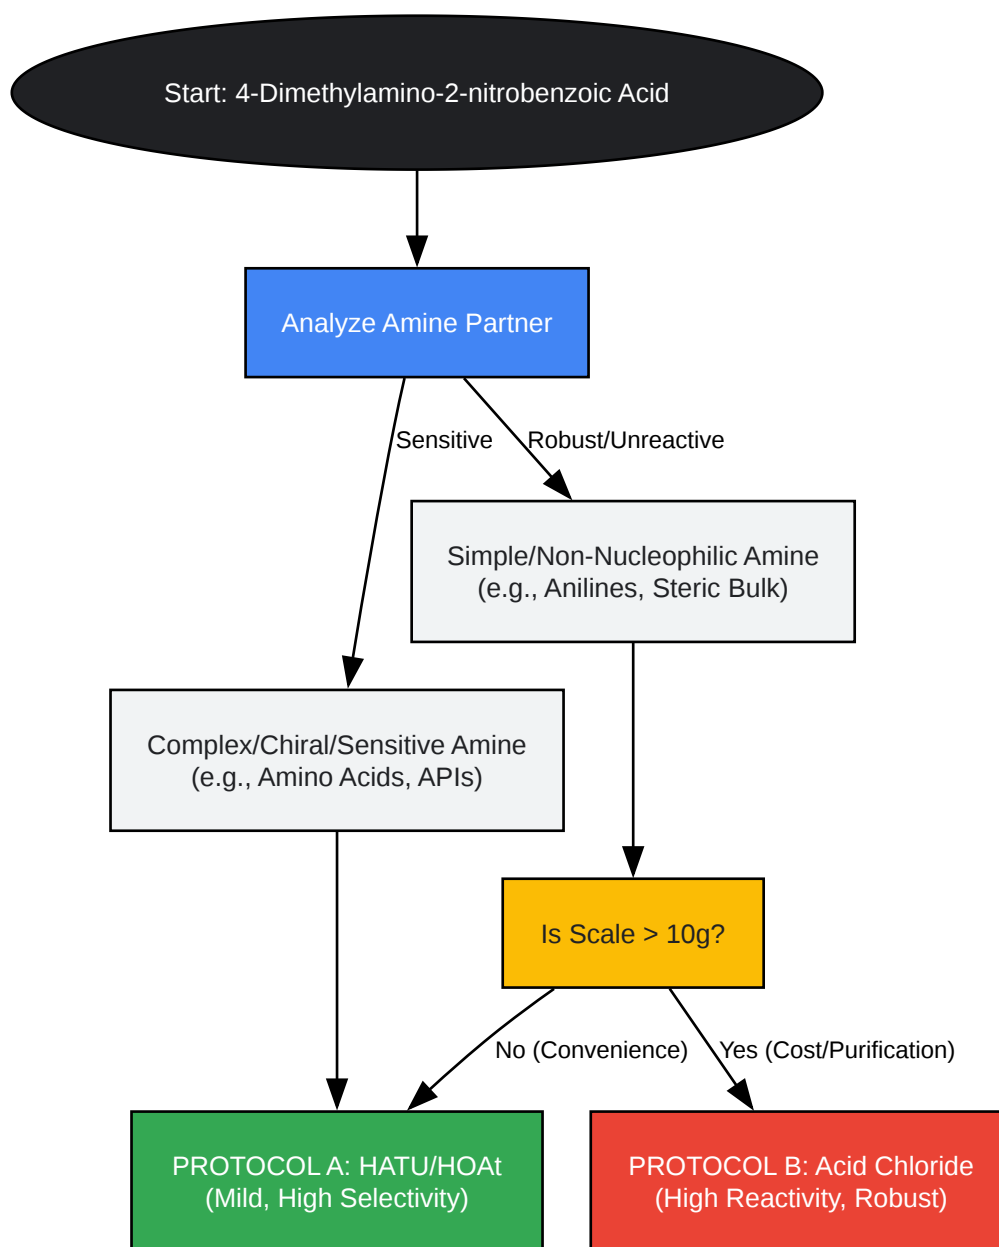 Start: 4-Dimethylamino-2-nitrobenzoic Acid
Analyze Amine Partner
Sensitive
Robust/Unreactive
Simple/Non-Nucleophilic Amine
(e.g., Anilines, Steric Bulk)
Complex/Chiral/Sensitive Amine
(e.g., Amino Acids, APIs)
Is Scale > 10g?
No (Convenience)
Yes (Cost/Purification)
PROTOCOL A: HATU/HOAt
(Mild, High Selectivity)
PROTOCOL B: Acid Chloride
(High Reactivity, Robust)